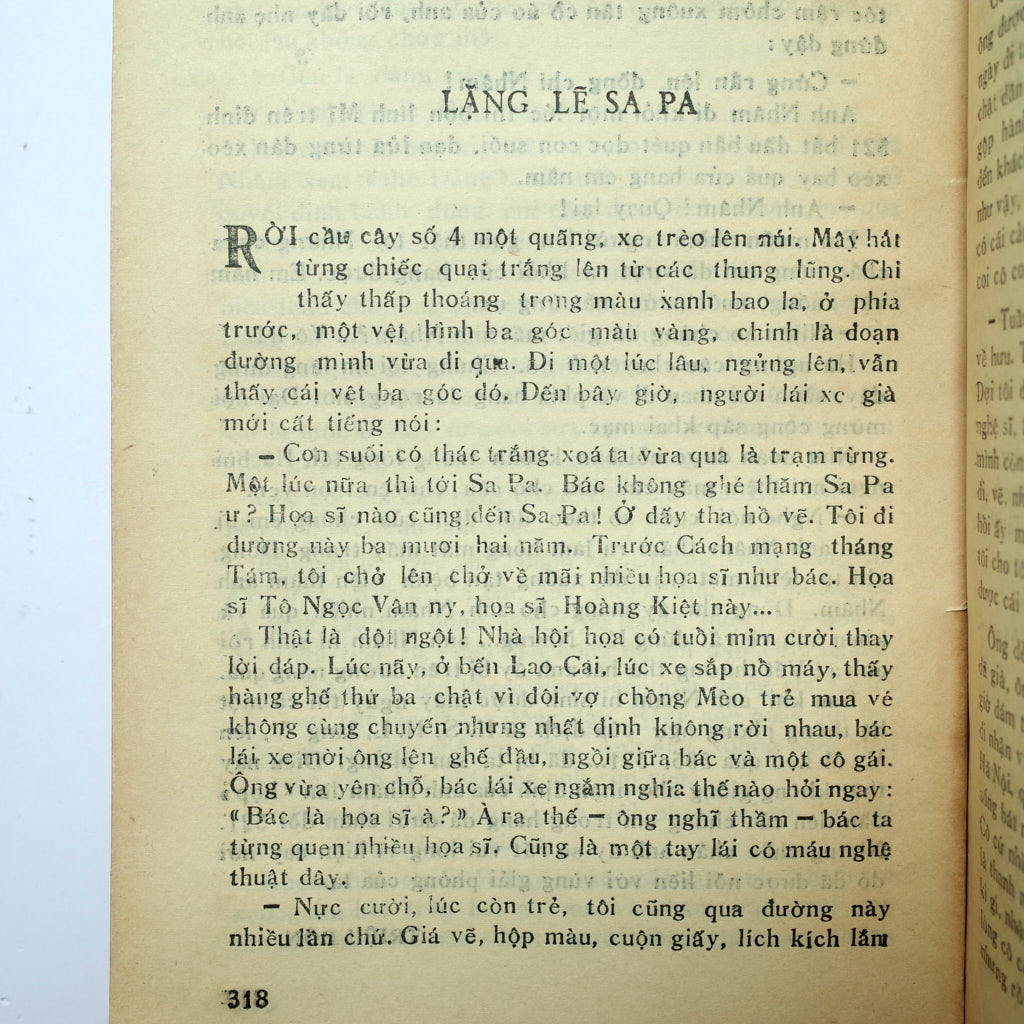 LẶNG LẼ SA PA
RỜI cầu cây số 4 một quãng, xe trèo lên núi. Mây hắt
từng chiếc quạt trắng lên từ các thung lũng. Chỉ
thấy thấp thoáng trong màu xanh bao la, ở phía
trước, một vệt hình ba góc màu vàng, chính là đoạn
đường mình vừa đi qua. Đi một lúc lâu, ngửng lên, vẫn
thấy cái vệt ba góc đó. Đến bây giờ, người lái xe già
mới cất tiếng nói :
— Con suối có thác trắng xoá ta vừa qua là trạm rừng.
Một lúc nữa thì tới Sa Pa. Bác không ghé thăm Sa Pa
ư ? Họa sĩ nào cũng đến Sa Pa ! Ở đấy tha hồ vẽ. Tôi đi
đường này ba mươi hai năm. Trước Cách mạng tháng
Tám, tôi chở lên chở về mãi nhiều họa sĩ như bác. Họa
sĩ Tô Ngọc Vân ny, họa sĩ Hoàng Kiệt này...
Thật là đột ngột ! Nhà hội họa có tuổi mỉm cười thay
lời đáp. Lúc nãy, ở bến Lao Cai, lúc xe sắp nổ máy, thấy
hàng ghế thứ ba chật vì đôi vợ chồng Mèo trẻ mua vé
không cùng chuyến nhưng nhất định không rời nhau, bác
lái xe mời ông lên ghế đầu, ngồi giữa bác và một cô gái.
Ông vừa yên chỗ, bác lái xe ngắm nghía thế nào hỏi ngay :
« Bác là họa sĩ à ? » À ra thế — ông nghĩ thầm — bác ta
từng quen nhiều họa sĩ. Cũng là một tay lái có máu nghệ
thuật đây.
— Nực cười, lúc còn trẻ, tôi cũng qua đường này
nhiều lần chứ. Giá vẽ, hộp màu, cuộn giấy, lích kích lắm
318